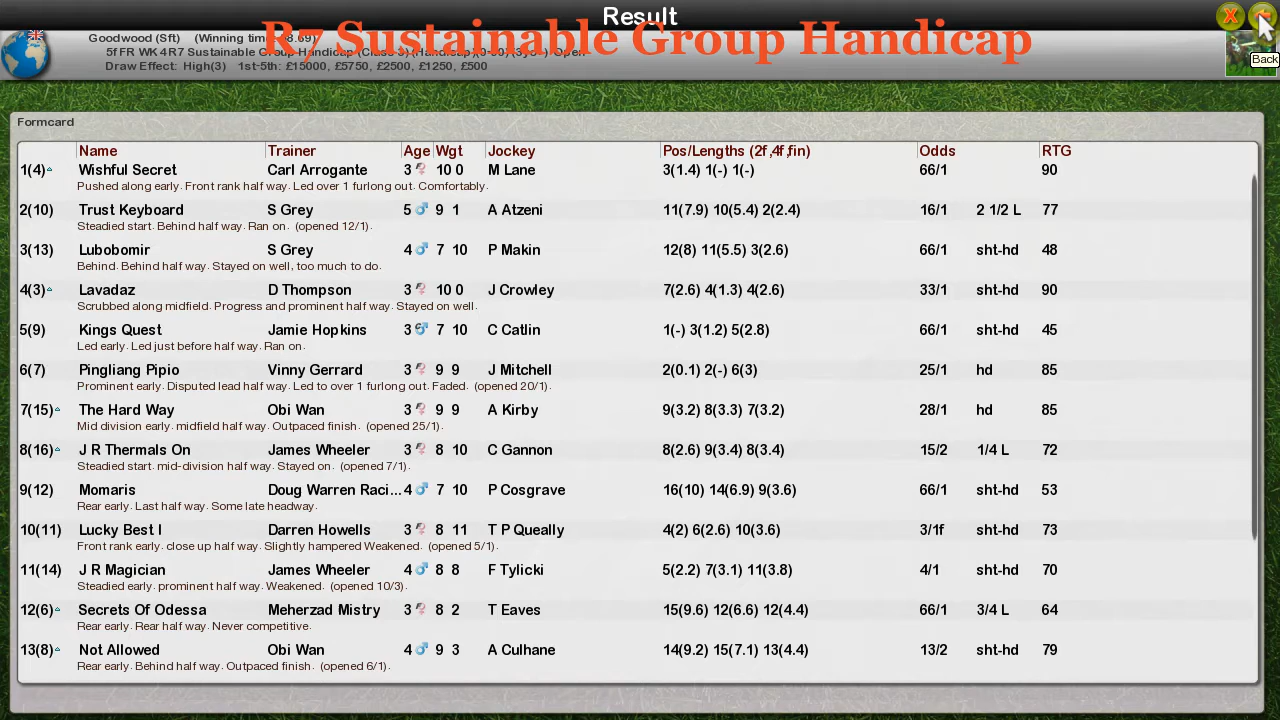 Result
R7 Sustainable Group Handicap
Goodwood (Sft) (Winning time
5f FR WK 4 R7 Sustainable Group Handicap (Class
Draw Effect: High(3) 1st-5th: £15000, £5750, £2500, £1250, £500
Back
Formcard
Name Trainer Age Wgt Jockey Pos/Lengths (2f,4f,fin) Odds RTG
1(4) Wishful Secret Carl Arrogante 3 10 0 M Lane 3(1.4) 1(-) 1(-) 66/1 90
Pushed along early. Front rank half way. Led over 1 furlong out. Comfortably.
2(10) Trust Keyboard S Grey 5 9 1 A Atzeni 11(7.9) 10(5.4) 2(2.4) 16/1 2 1/2 L 77
Steadied start. Behind half way. Ran on. (opened 12/1).
3(13) Lubobomir S Grey 4 7 10 P Makin 12(8) 11(5.5) 3(2.6) 66/1 sht-hd 48
Behind. Behind half way. Stayed on well, too much to do.
4(3) Lavadaz D Thompson 3 10 0 J Crowley 7(2.6) 4(1.3) 4(2.6) 33/1 sht-hd 90
Scrubbed along midfield. Progress and prominent half way. Stayed on well.
5(9) Kings Quest Jamie Hopkins 3 7 10 C Catlin 1(-) 3(1.2) 5(2.8) 66/1 sht-hd 45
Led early. Led just before half way. Ran on.
6(7) Pingliang Pipio Vinny Gerrard 3 9 9 J Mitchell 2(0.1) 2(-) 6(3) 25/1 hd 85
Prominent early. Disputed lead half way. Led to over 1 furlong out. Faded. (opened 20/1).
7(15) The Hard Way Obi Wan 3 9 9 A Kirby 9(3.2) 8(3.3) 7(3.2) 28/1 hd 85
Mid division early. midfield half way. Outpaced finish. (opened 25/1).
8(16) J R Thermals On James Wheeler 3 8 10 C Gannon 8(2.6) 9(3.4) 8(3.4) 15/2 1/4 L 72
Steadied start. mid-division half way. Stayed on. (opened 7/1).
9(12) Momaris Doug Warren Raci... 4 7 10 P Cosgrave 16(10) 14(6.9) 9(3.6) 66/1 sht-hd 53
Rear early. Last half way. Some late headway.
10(11) Lucky Best I Darren Howells 3 8 11 T P Queally 4(2) 6(2.6) 10(3.6) 3/1f sht-hd 73
Front rank early. close up half way. Slightly hampered Weakened. (opened 5/1).
11(14) J R Magician James Wheeler 4 8 8 F Tylicki 5(2.2) 7(3.1) 11(3.8) 4/1 sht-hd 70
Steadied early. prominent half way. Weakened. (opened 10/3).
12(6) Secrets Of Odessa Meherzad Mistry 3 8 2 T Eaves 15(9.6) 12(6.6) 12(4.4) 66/1 3/4 L 64
Rear early. Rear half way. Never competitive.
13(8) Not Allowed Obi Wan 4 9 3 A Culhane 14(9.2) 15(7.1) 13(4.4) 13/2 sht-hd 79
Rear early. Behind half way. Outpaced finish. (opened 6/1).